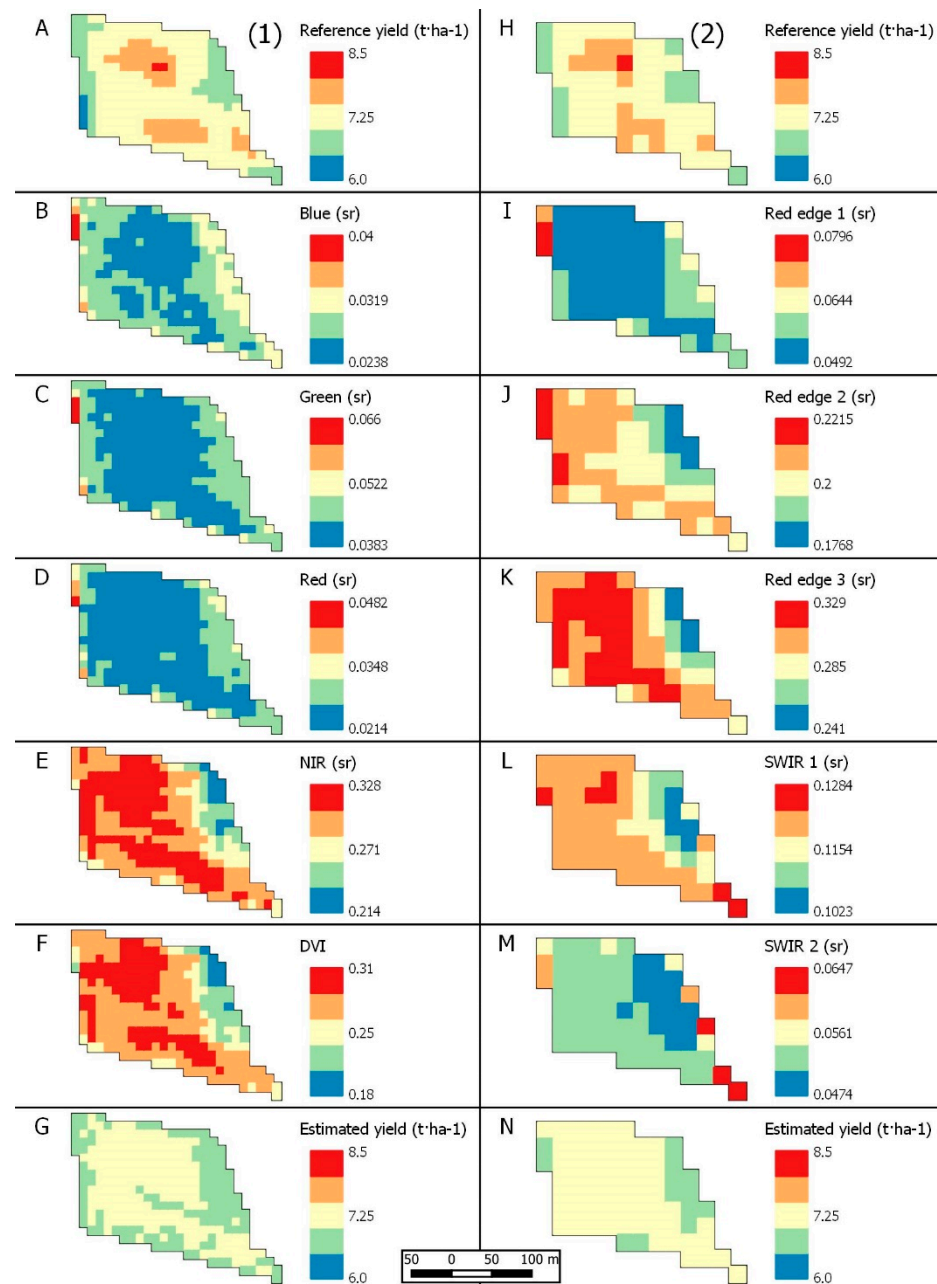 A (1) Reference yield (t·ha-1)
8.5
7.25
6.0
H (2) Reference yield (t·ha-1)
8.5
7.25
6.0
B Blue (sr)
0.04
0.0319
0.0238
I Red edge 1 (sr)
0.0796
0.0644
0.0492
C Green (sr)
0.066
0.0522
0.0383
J Red edge 2 (sr)
0.2215
0.2
0.1768
D Red (sr)
0.0482
0.0348
0.0214
K Red edge 3 (sr)
0.329
0.285
0.241
E NIR (sr)
0.328
0.271
0.214
L SWIR 1 (sr)
0.1284
0.1154
0.1023
F DVI
0.31
0.25
0.18
M SWIR 2 (sr)
0.0647
0.0561
0.0474
G Estimated yield (t·ha-1)
8.5
7.25
6.0
N Estimated yield (t·ha-1)
8.5
7.25
6.0
50 0 50 100 m